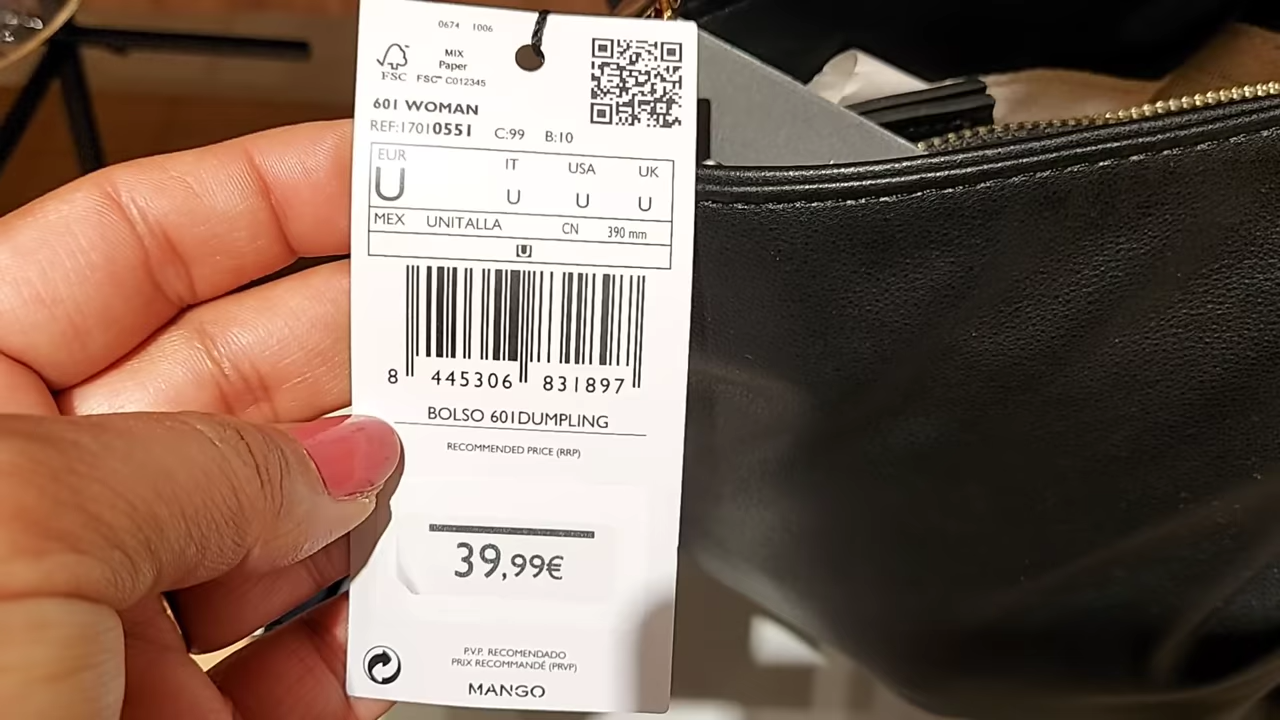 0674 1006
MIX
Paper
FSC FSC™ C012345
601 WOMAN
REF:17010551 C:99 B:10
EUR IT USA UK
U U U U
MEX UNITALLA CN 390 mm
U
8 445306 831897
BOLSO 601DUMPLING
RECOMMENDED PRICE (RRP)
39,99€
P.V.P. RECOMENDADO
PRIX RECOMMANDÉ (PRVP)
MANGO